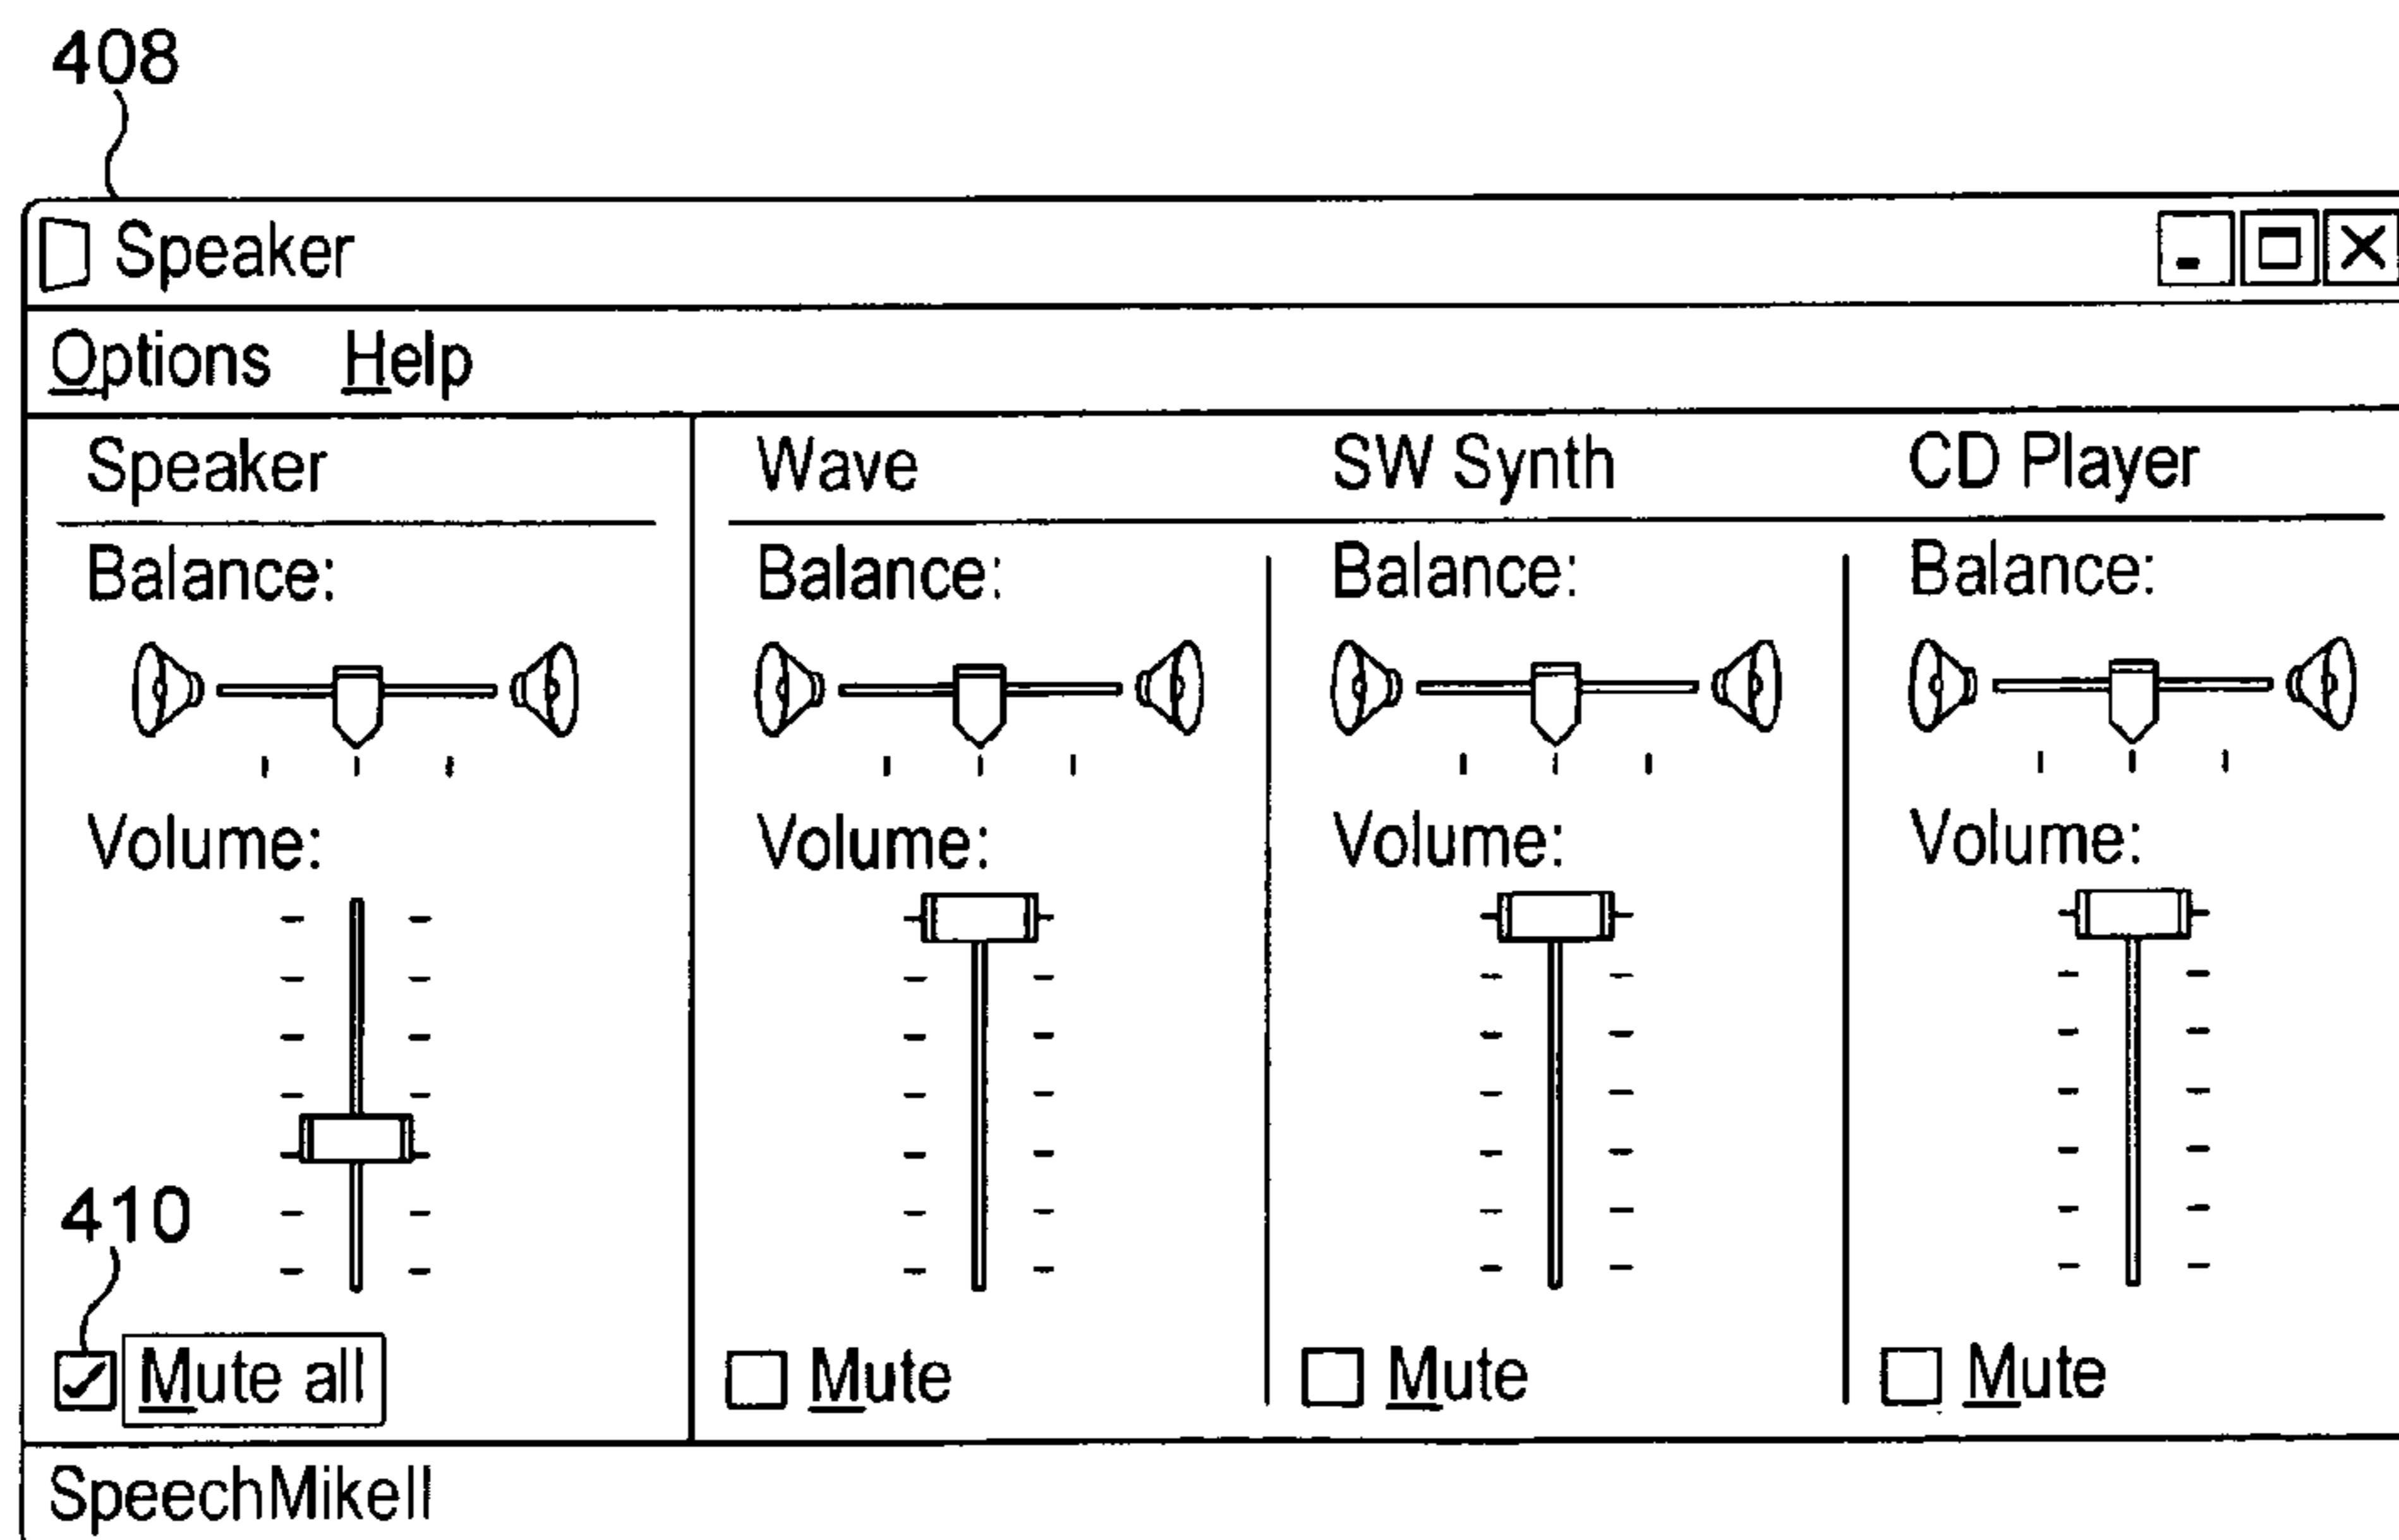 408
Speaker
Options Help
Speaker Wave SW Synth CD Player
Balance: Balance: Balance: Balance:
Volume: Volume: Volume: Volume:
410
Mute all Mute Mute Mute
SpeechMikeII